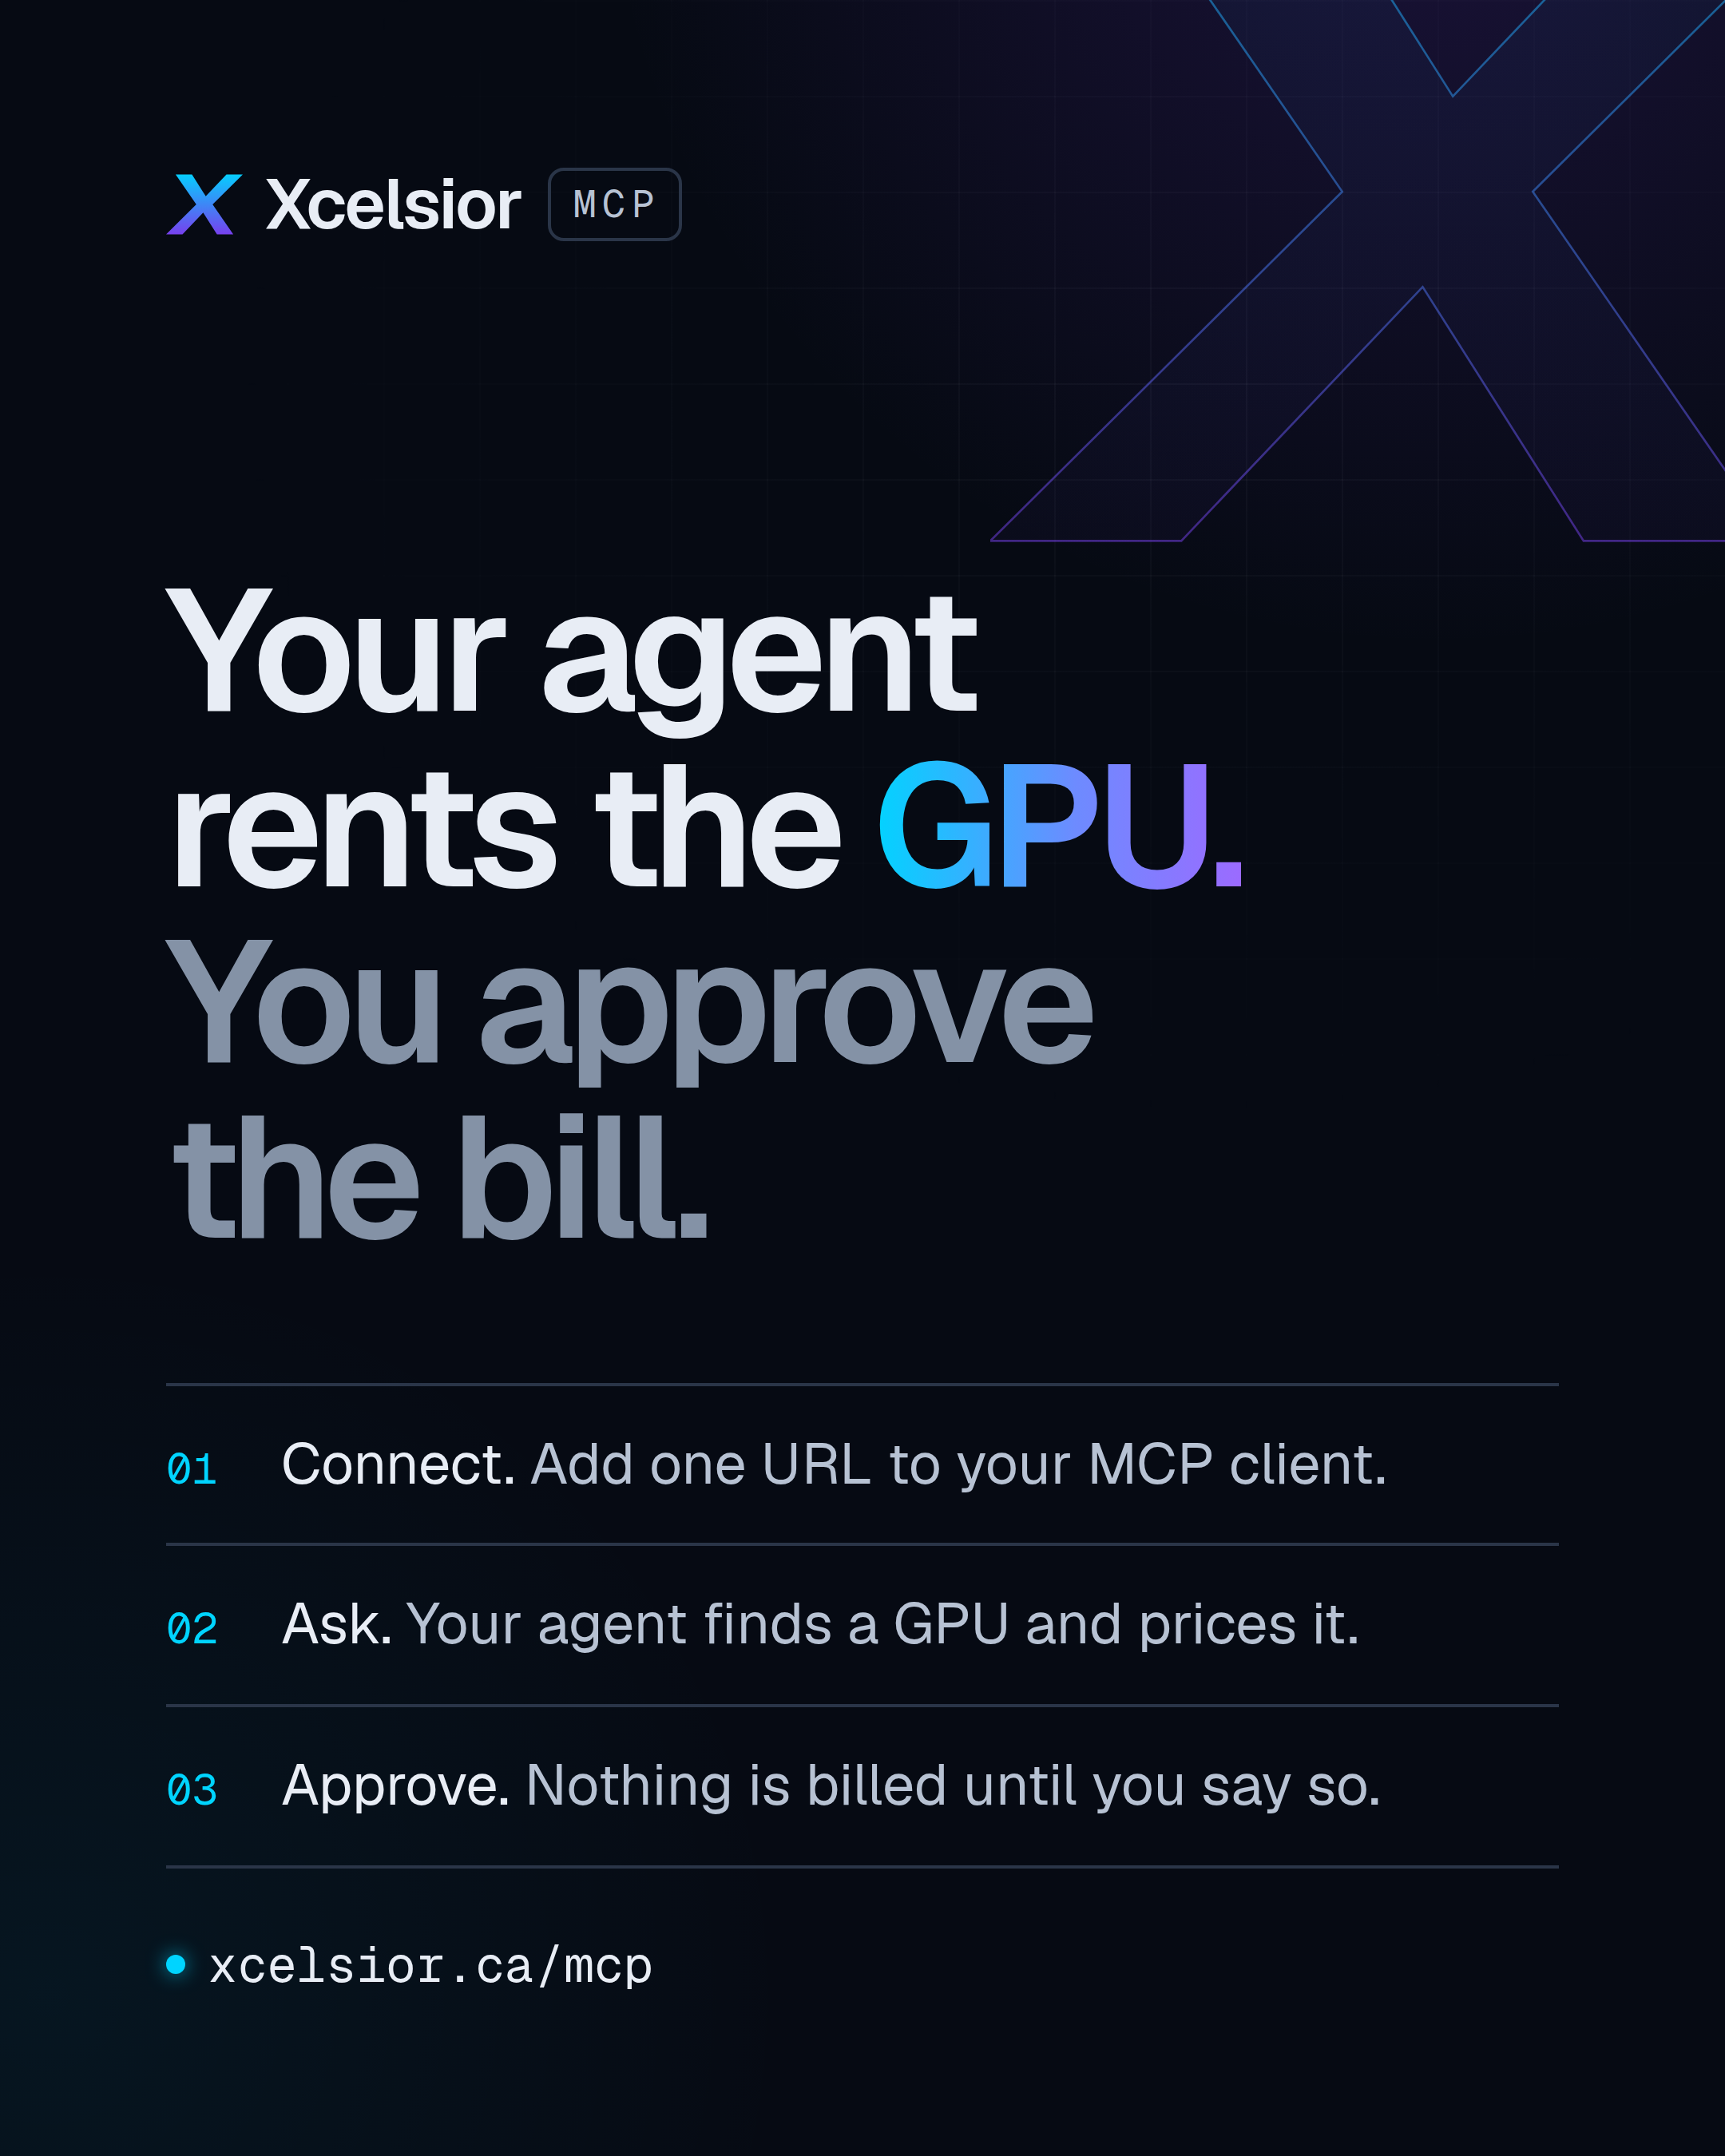 Xcelsior MCP
Your agent
rents the GPU.
You approve
the bill.
01 Connect. Add one URL to your MCP client.
02 Ask. Your agent finds a GPU and prices it.
03 Approve. Nothing is billed until you say so.
xcelsior.ca/mcp